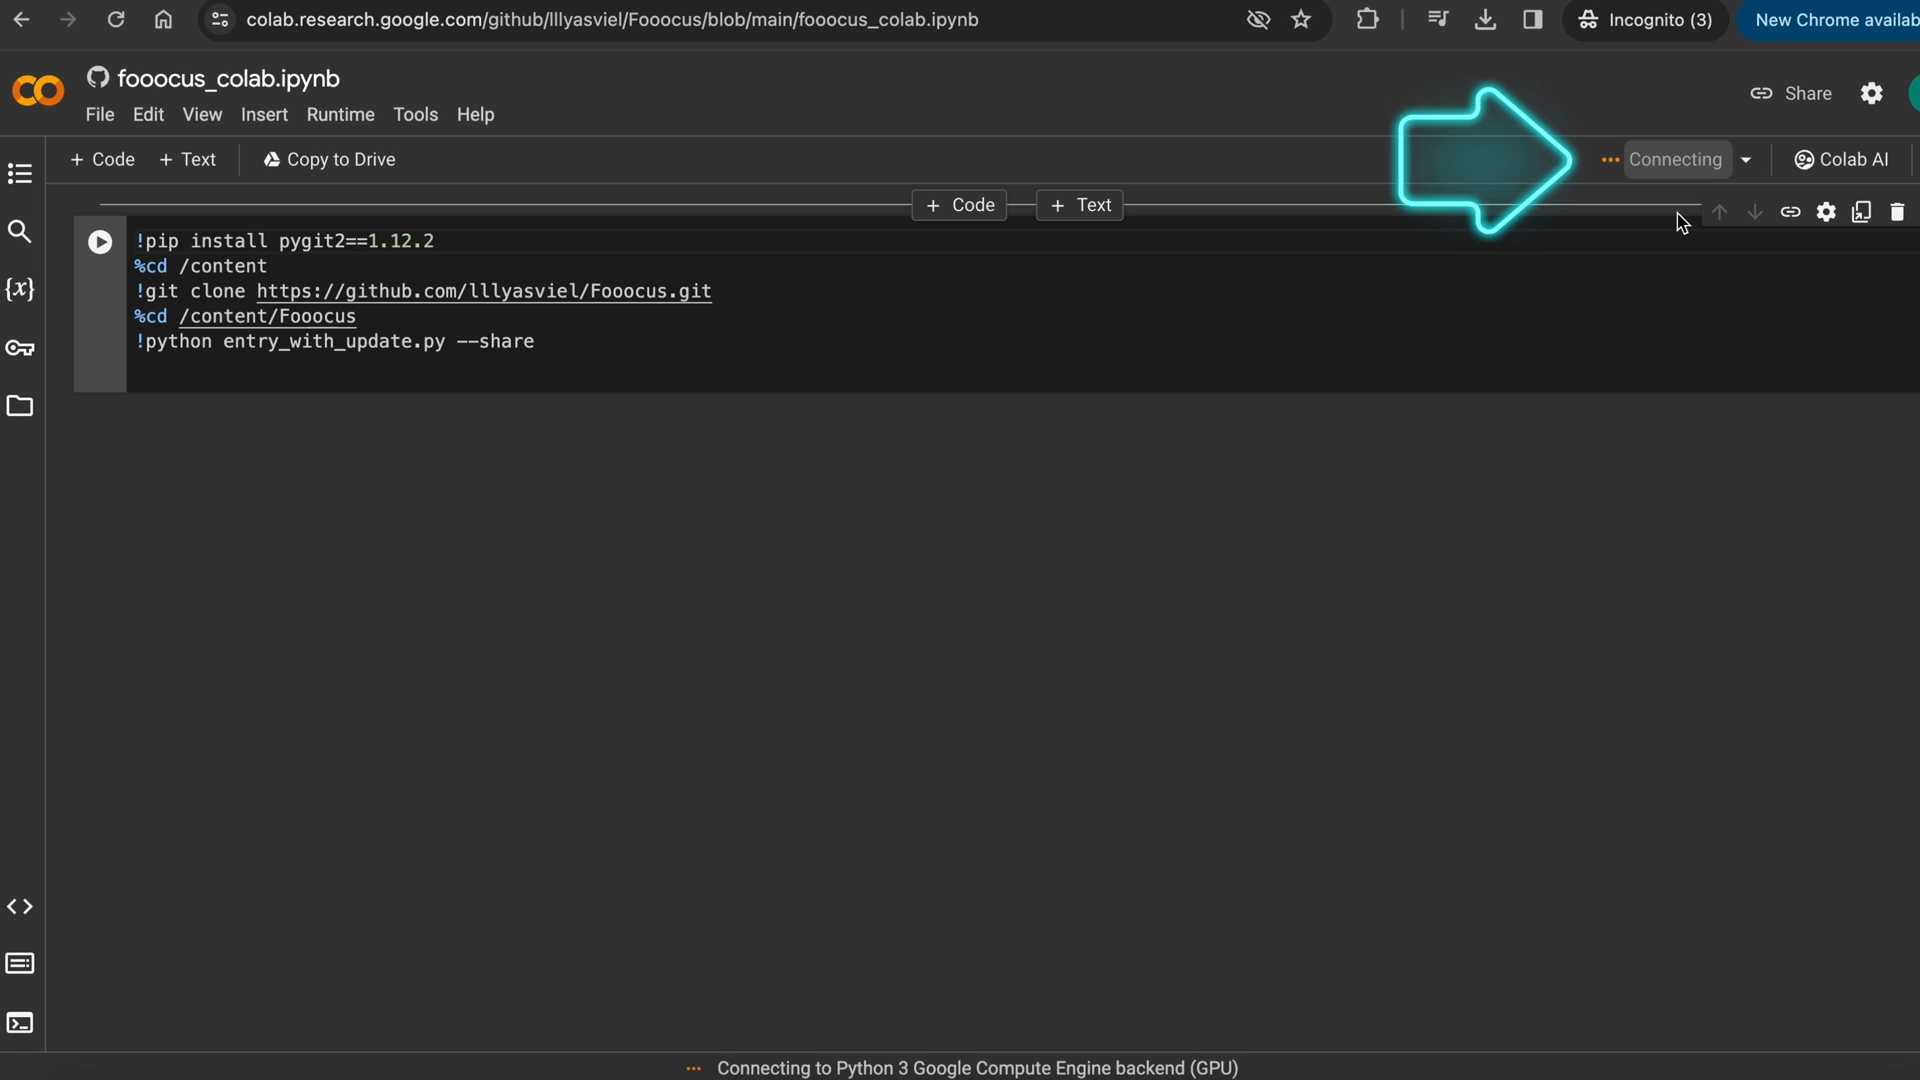 colab.research.google.com/github/lllyasviel/Fooocus/blob/main/fooocus_colab.ipynb
Incognito (3)
New Chrome availab
fooocus_colab.ipynb
File Edit View Insert Runtime Tools Help
Share
+ Code + Text Copy to Drive
Connecting
Colab AI
+ Code + Text
!pip install pygit2==1.12.2
%cd /content
!git clone https://github.com/lllyasviel/Fooocus.git
%cd /content/Fooocus
!python entry_with_update.py --share
{x}
Connecting to Python 3 Google Compute Engine backend (GPU)